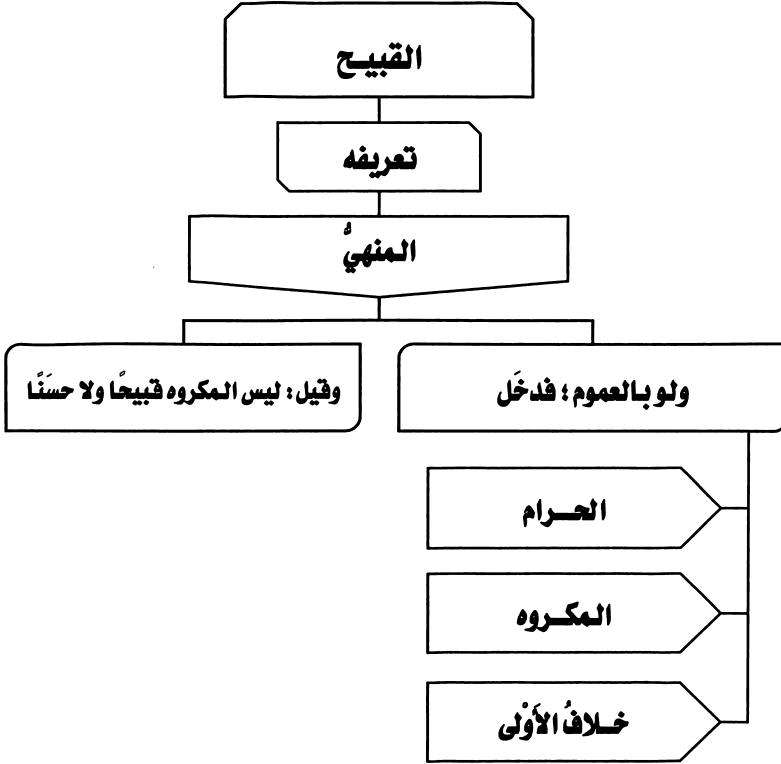 القبيح
تعريفه
المنهيُّ
ولو بالعموم؛ فدخَل
وقيل: ليس المكروه قبيحًا ولا حسَنًا
الحرام
المكروه
خلافُ الأَوْلى